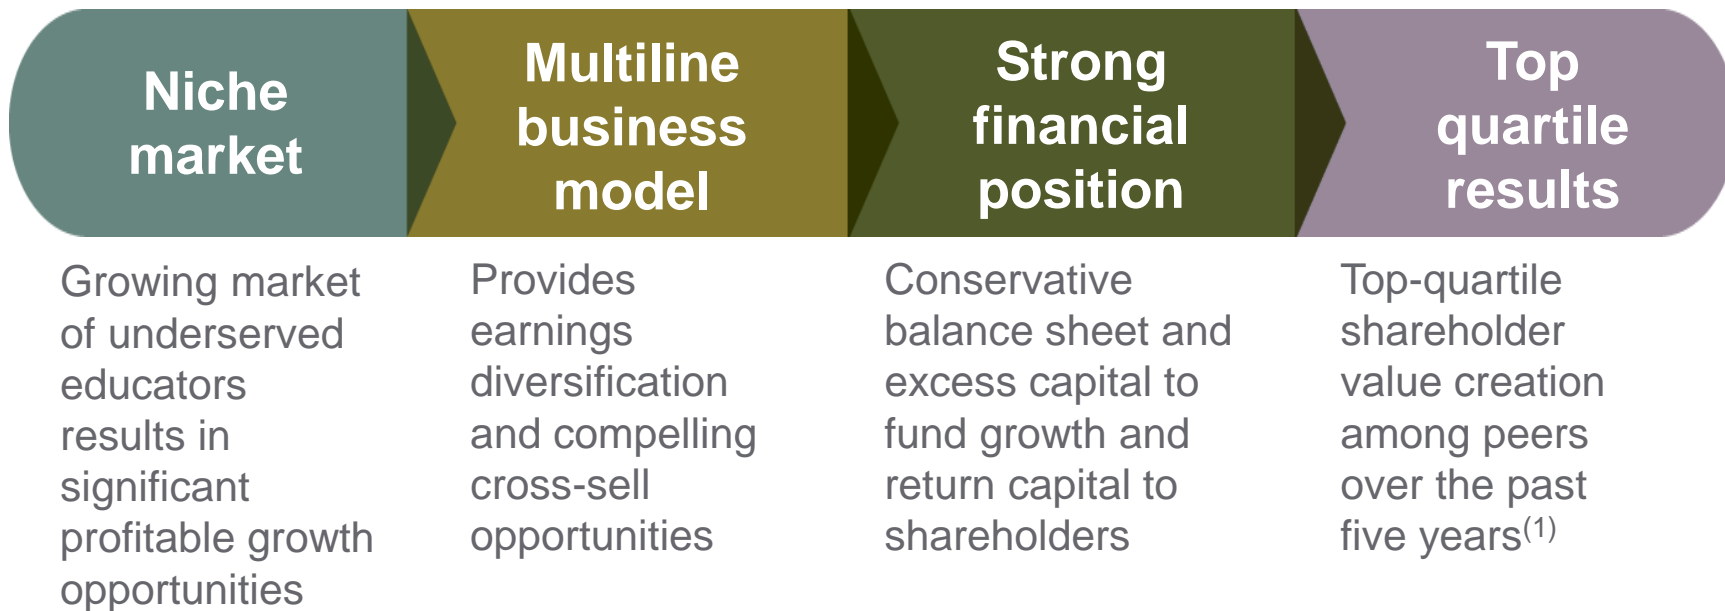 Niche
market
Multiline
business
model
Strong
financial
position
Top
quartile
results
Growing market
of underserved
educators
results in
significant
profitable growth
opportunities
Provides
earnings
diversification
and compelling
cross-sell
opportunities
Conservative
balance sheet and
excess capital to
fund growth and
return capital to
shareholders
Top-quartile
shareholder
value creation
among peers
over the past
five years(1)